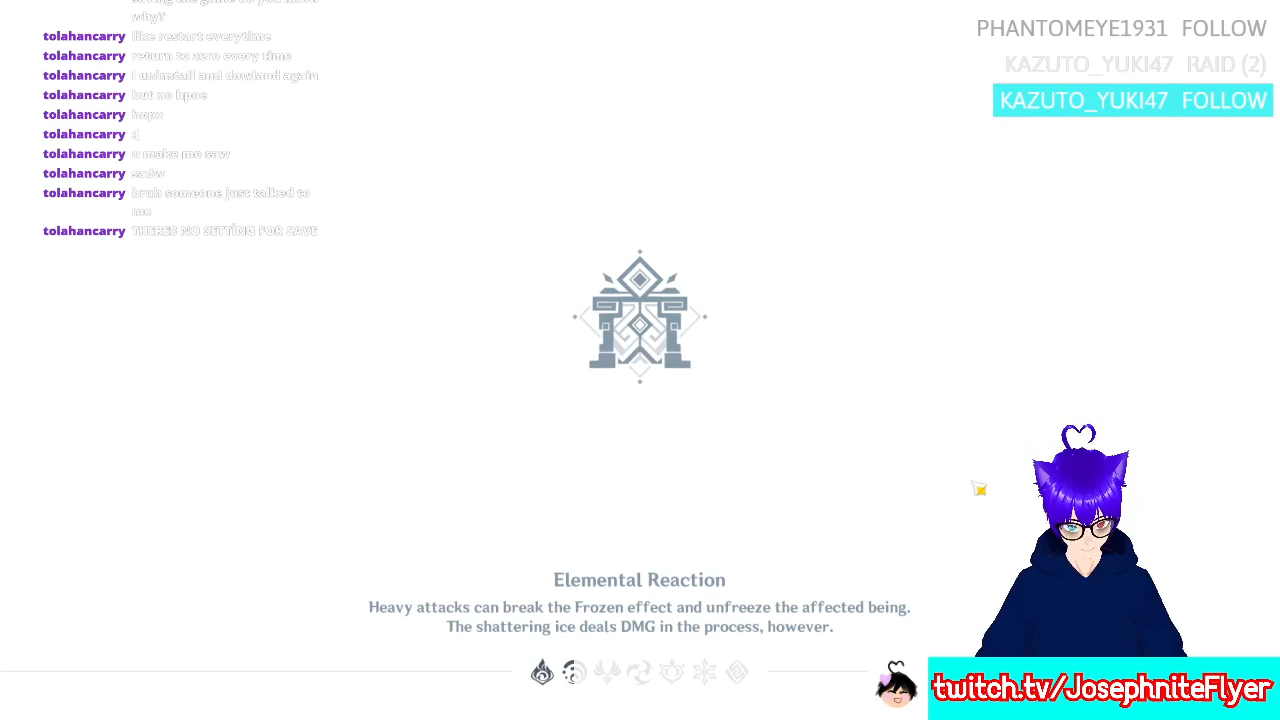 why?
tolahancarry like restart everytime
tolahancarry return to zero every time
tolahancarry I uninstall and dowland again
tolahancarry but no hpoe
tolahancarry hope
tolahancarry :(
tolahancarry u make me saw
tolahancarry sadw
tolahancarry bruh someone just talked to
me
tolahancarry THERES NO SETTİNG FOR SAVE
PHANTOMEYE1931 FOLLOW
KAZUTO_YUKI47 RAID (2)
KAZUTO_YUKI47 FOLLOW
Elemental Reaction
Heavy attacks can break the Frozen effect and unfreeze the affected being.
The shattering ice deals DMG in the process, however.
twitch.tv/JosephniteFlyer